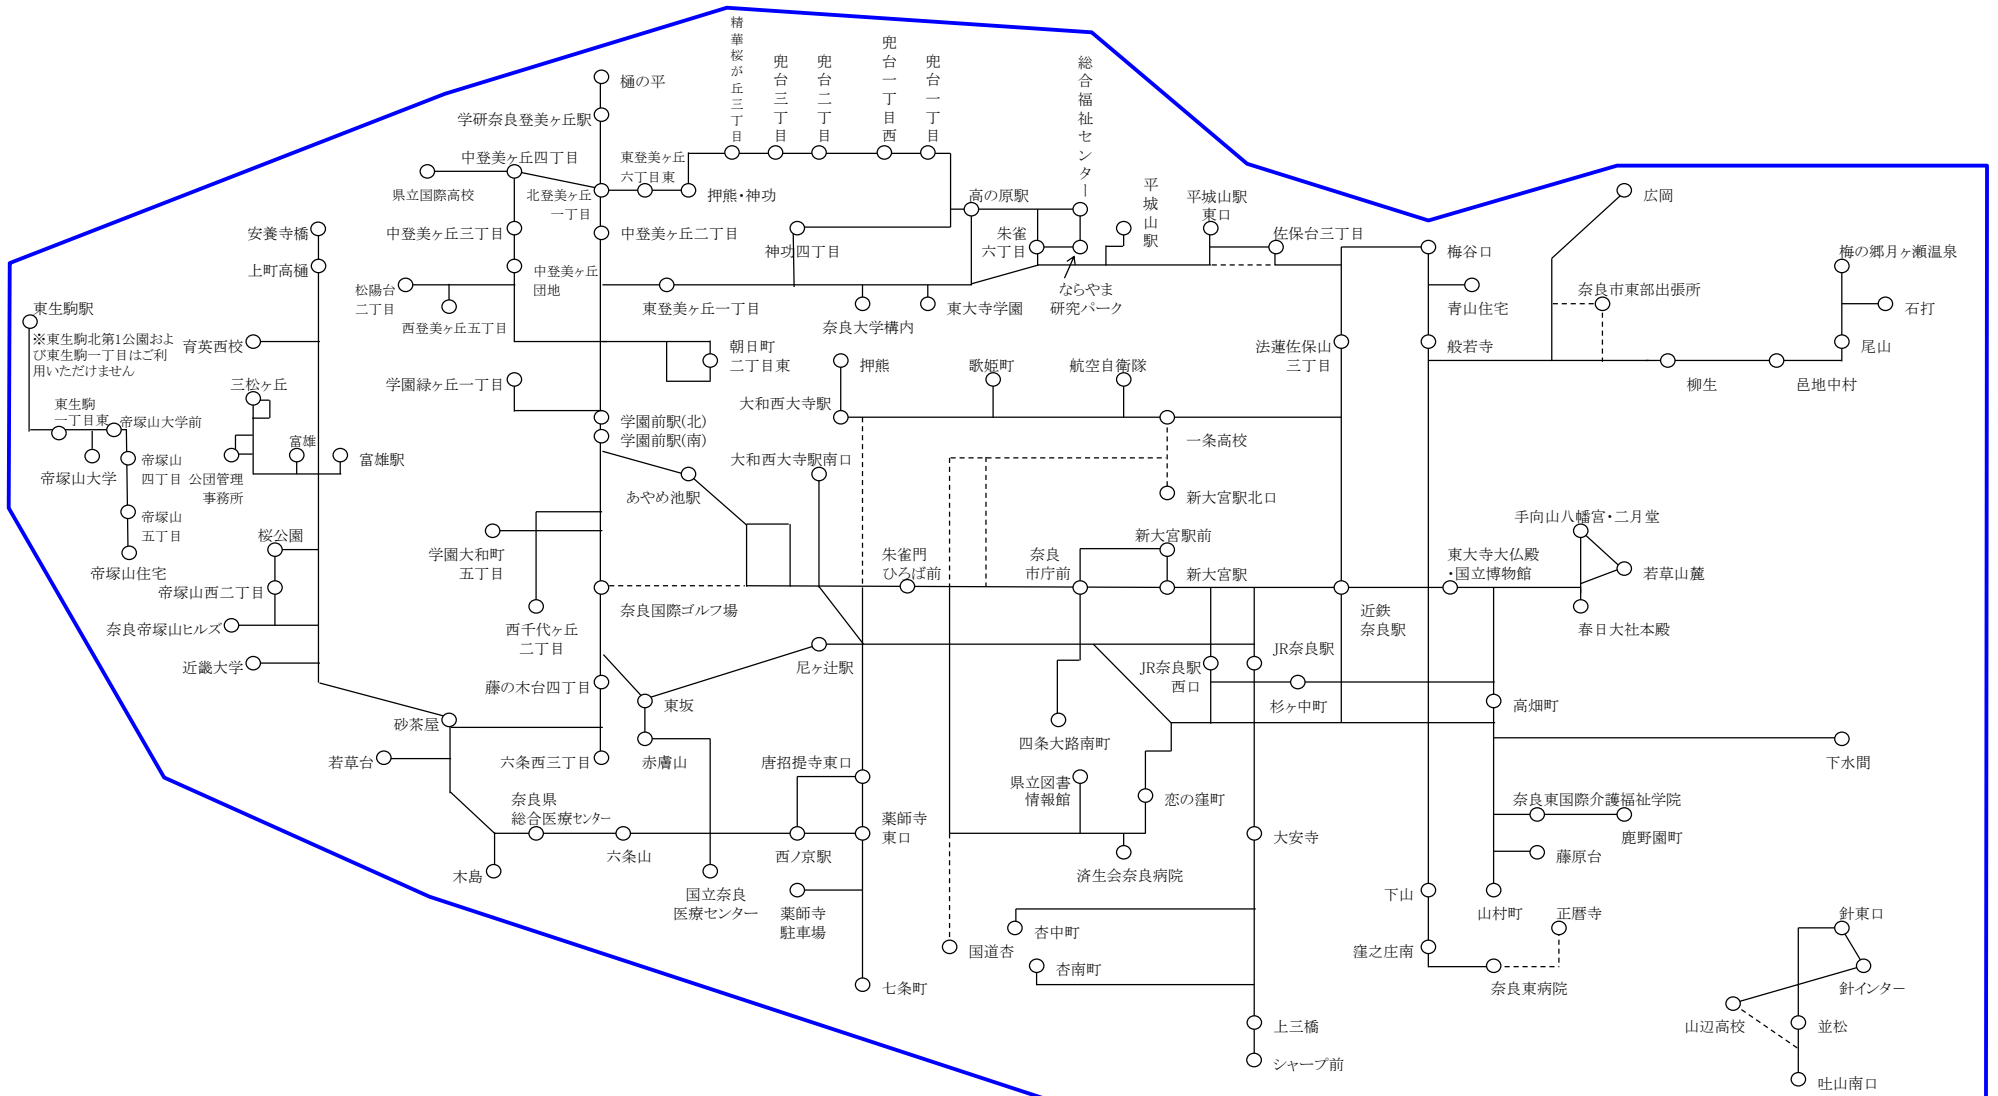 精華桜が丘三丁目
兜台三丁目
兜台二丁目
兜台一丁目西
兜台一丁目
総合福祉センター
樋の平
学研奈良登美ヶ丘駅
中登美ヶ丘四丁目
東登美ヶ丘
六丁目東
県立国際高校
北登美ヶ丘
一丁目
押熊・神功
高の原駅
平城山駅
平城山駅
東口
広岡
安養寺橋
中登美ヶ丘三丁目
中登美ヶ丘二丁目
神功四丁目
朱雀
六丁目
佐保台三丁目
梅谷口
梅の郷月ヶ瀬温泉
上町高樋
松陽台
二丁目
中登美ヶ丘
団地
ならやま
研究パーク
青山住宅
奈良市東部出張所
石打
東生駒駅
西登美ヶ丘五丁目
東登美ヶ丘一丁目
奈良大学構内
東大寺学園
※東生駒北第1公園およ
び東生駒一丁目はご利
用いただけません
育英西校
朝日町
二丁目東
押熊
歌姫町
航空自衛隊
法蓮佐保山
三丁目
般若寺
尾山
三松ヶ丘
学園緑ヶ丘一丁目
柳生
邑地中村
東生駒
一丁目東
帝塚山大学前
大和西大寺駅
学園前駅(北)
学園前駅(南)
一条高校
富雄
富雄駅
帝塚山
四丁目
帝塚山大学
公団管理
事務所
大和西大寺駅南口
あやめ池駅
新大宮駅北口
帝塚山
五丁目
桜公園
手向山八幡宮・二月堂
学園大和町
五丁目
朱雀門
ひろば前
奈良
市庁前
新大宮駅前
東大寺大仏殿
・国立博物館
帝塚山住宅
新大宮駅
若草山麓
帝塚山西二丁目
奈良国際ゴルフ場
近鉄
奈良駅
奈良帝塚山ヒルズ
西千代ヶ丘
二丁目
春日大社本殿
近畿大学
尼ヶ辻駅
JR奈良駅
JR奈良駅
西口
藤の木台四丁目
東坂
杉ヶ中町
高畑町
砂茶屋
四条大路南町
若草台
六条西三丁目
赤膚山
唐招提寺東口
下水間
県立図書
情報館
恋の窪町
奈良県
総合医療センター
奈良東国際介護福祉学院
薬師寺
東口
大安寺
鹿野園町
六条山
西ノ京駅
藤原台
木島
済生会奈良病院
国立奈良
医療センター
薬師寺
駐車場
下山
山村町
正暦寺
針東口
杏中町
国道杏
窪之庄南
杏南町
七条町
奈良東病院
針インター
上三橋
山辺高校
並松
シャープ前
吐山南口